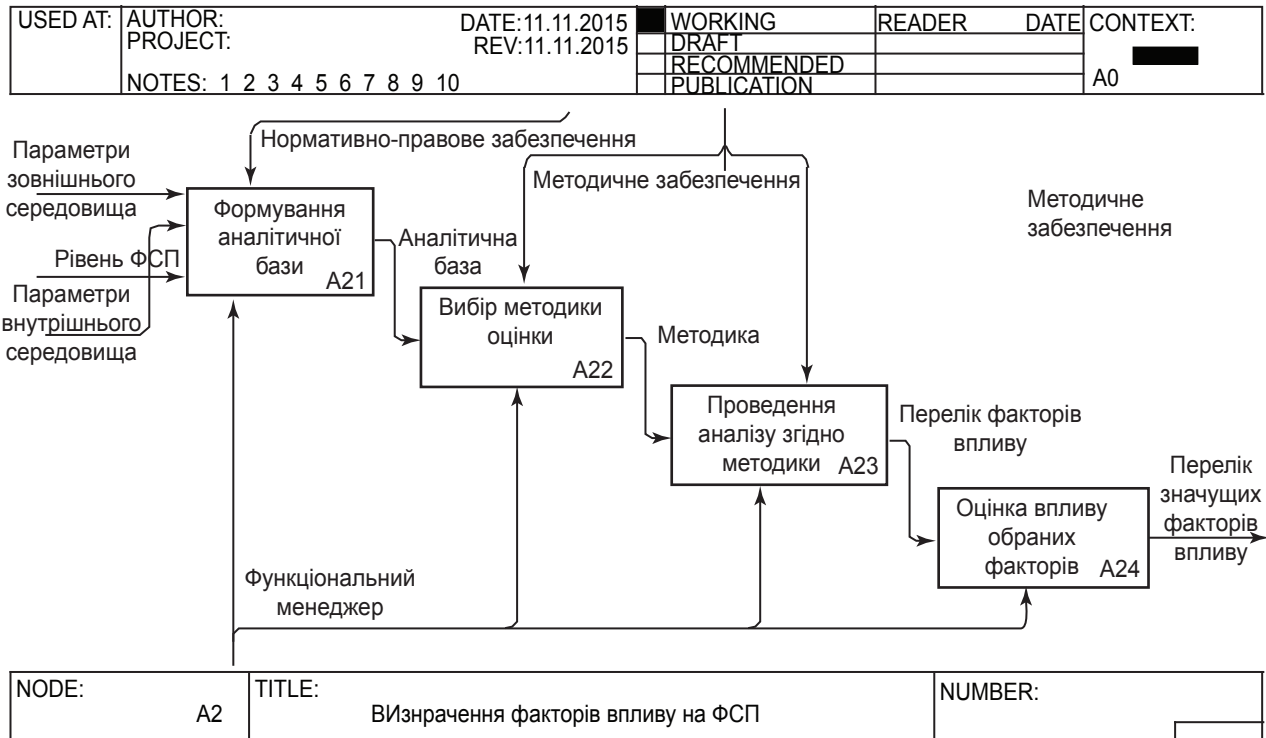 USED AT: AUTHOR: DATE:11.11.2015 WORKING READER DATE CONTEXT:
PROJECT: REV:11.11.2015 DRAFT
RECOMMENDED
NOTES: 1 2 3 4 5 6 7 8 9 10 PUBLICATION A0
Нормативно-правове забезпечення
Параметри
зовнішнього
середовища
Методичне забезпечення
Методичне
забезпечення
Формування
аналітичної
бази
A21
Аналітична
база
Рівень ФСП
Параметри
внутрішнього
середовища
Вибір методики
оцінки
A22
Методика
Проведення
аналізу згідно
методики A23
Перелік факторів
впливу
Перелік
значущих
факторів
впливу
Оцінка впливу
обраних
факторів A24
Функціональний
менеджер
NODE: TITLE: NUMBER:
A2 ВИзнрачення факторів впливу на ФСП